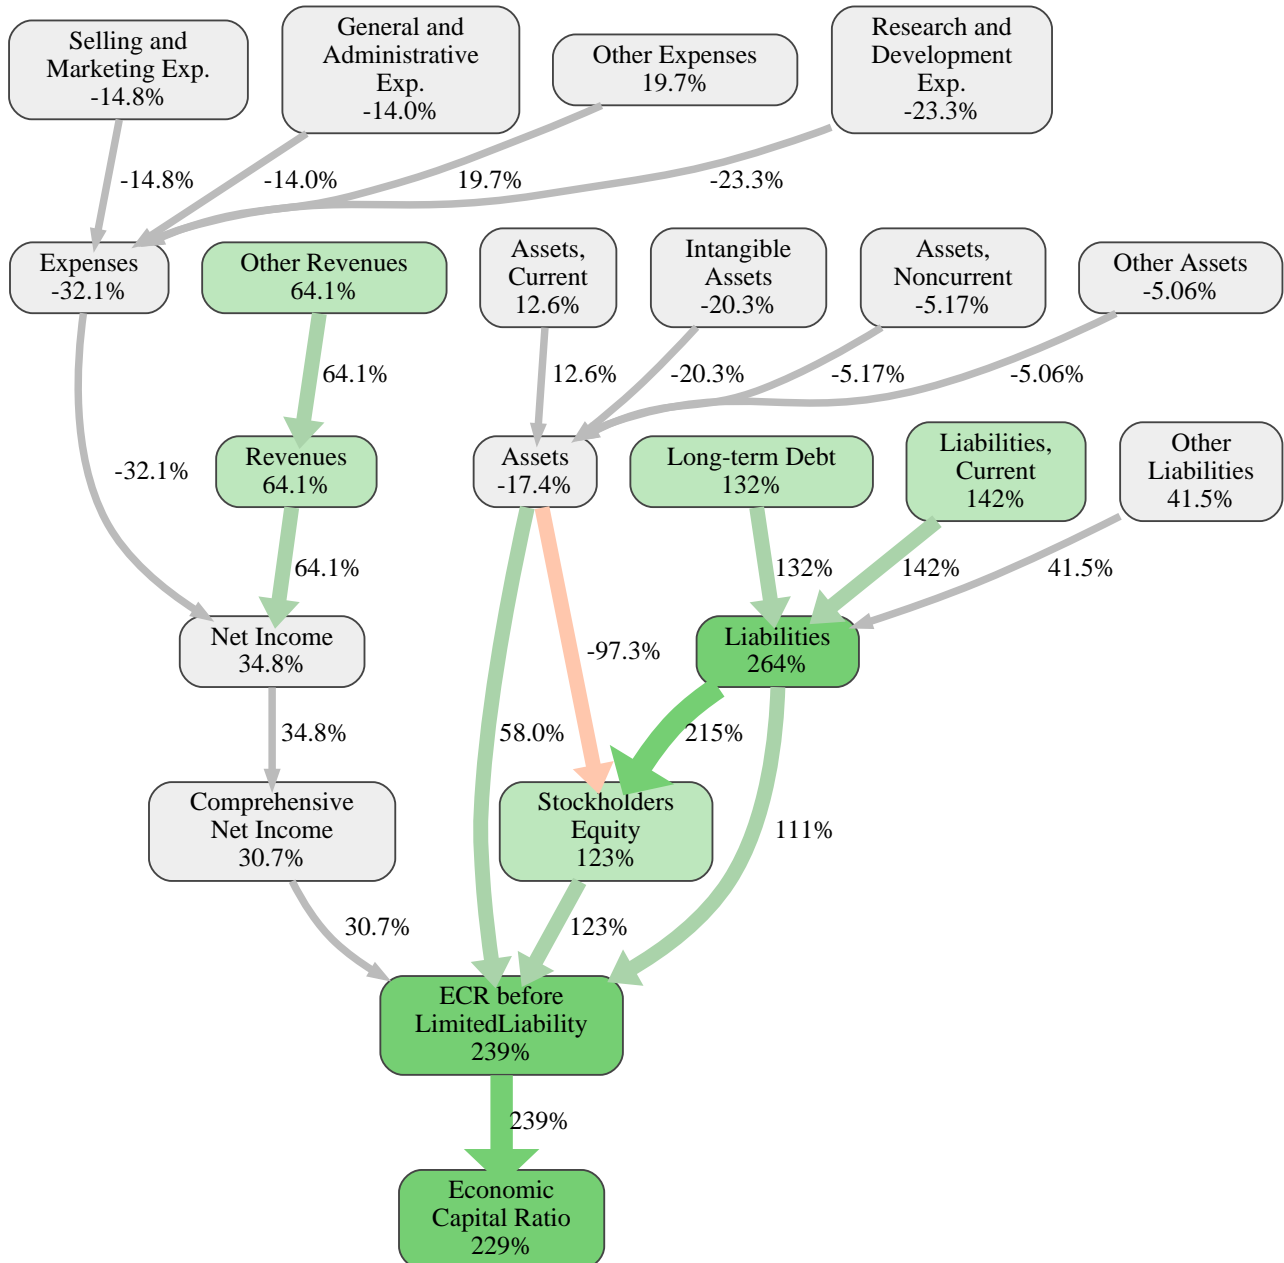 Selling and
Marketing Exp.
-14.8%
General and
Administrative
Exp.
-14.0%
Other Expenses
19.7%
Research and
Development
Exp.
-23.3%
-14.8%
-14.0%
19.7%
-23.3%
Expenses
-32.1%
Other Revenues
64.1%
Assets,
Current
12.6%
Intangible
Assets
-20.3%
Assets,
Noncurrent
-5.17%
Other Assets
-5.06%
64.1%
12.6%
-20.3%
-5.17%
-5.06%
-32.1%
Revenues
64.1%
Assets
-17.4%
Long-term Debt
132%
Liabilities,
Current
142%
Other
Liabilities
41.5%
64.1%
132%
142%
41.5%
Net Income
34.8%
-97.3%
Liabilities
264%
34.8%
58.0%
215%
Comprehensive
Net Income
30.7%
Stockholders
Equity
123%
111%
30.7%
123%
ECR before
LimitedLiability
239%
239%
Economic
Capital Ratio
229%